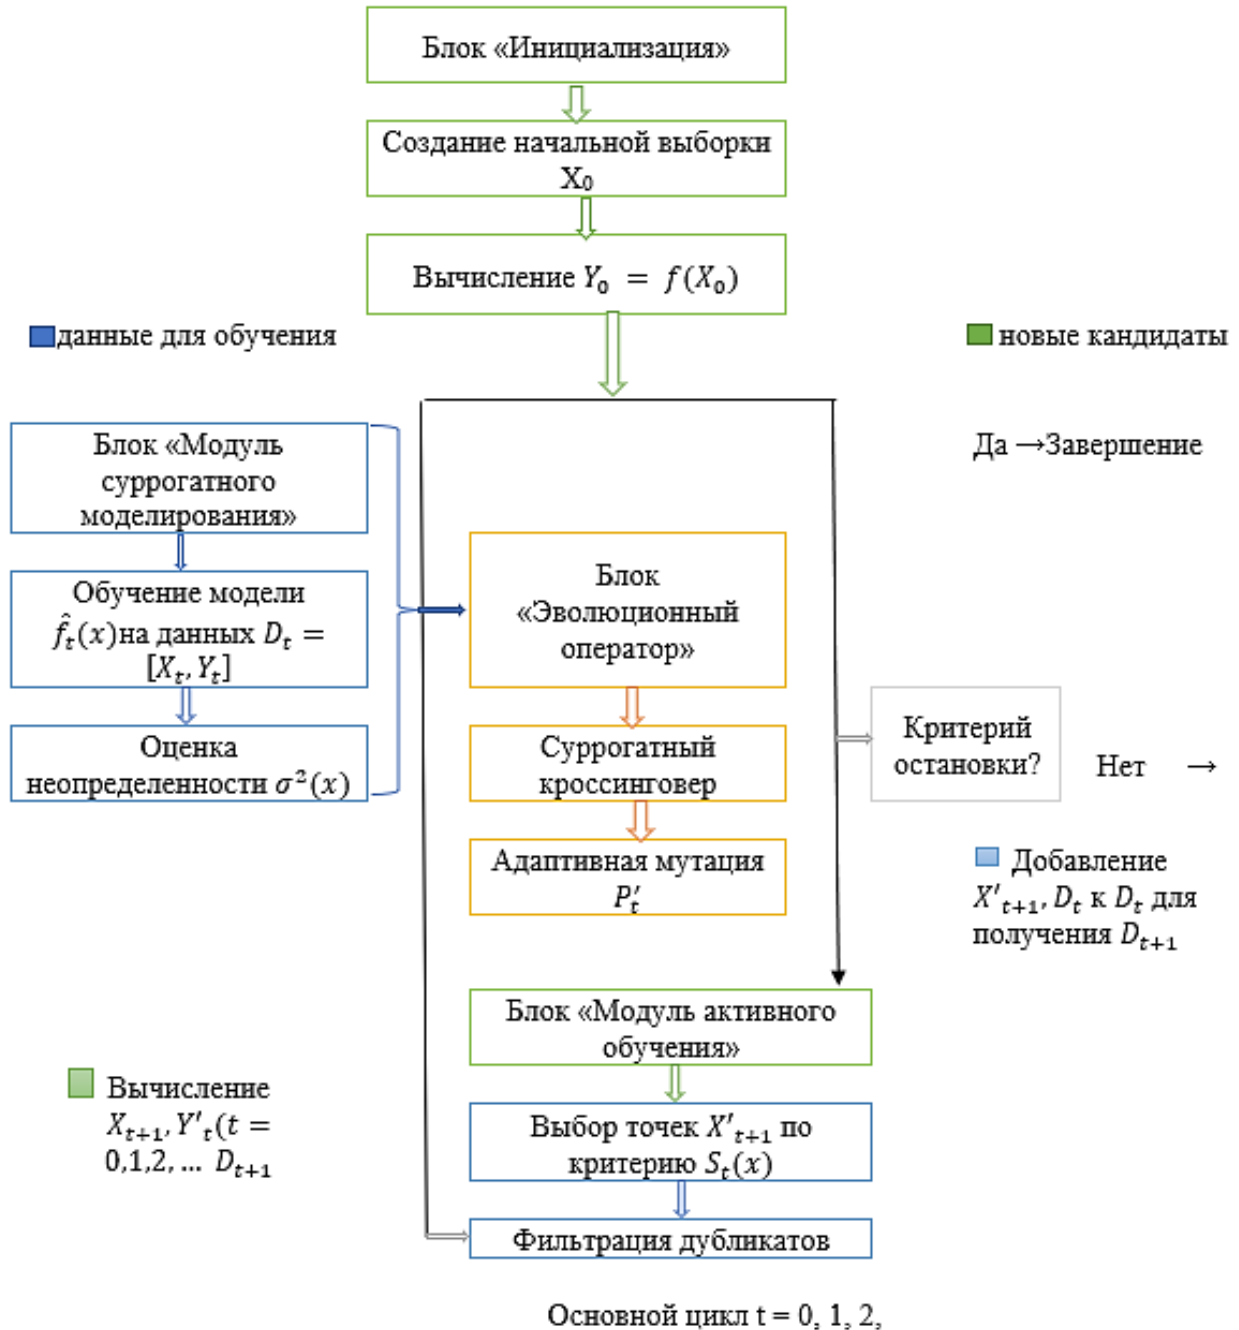 Блок «Инициализация»
Создание начальной выборки
X₀
Вычисление Y₀ = f(X₀)
данные для обучения
новые кандидаты
Блок «Модуль
суррогатного
моделирования»
Да →Завершение
Обучение модели
f̂ₜ(x)на данных Dₜ =
[Xₜ, Yₜ]
Оценка
неопределенности σ²(x)
Блок
«Эволюционный
оператор»
Суррогатный
кроссинговер
Адаптивная мутация
P′ₜ
Критерий
остановки?
Нет →
Добавление
X′ₜ₊₁, Dₜ к Dₜ для
получения Dₜ₊₁
Блок «Модуль активного
обучения»
Вычисление
Xₜ₊₁, Y′ₜ(t =
0,1,2, … Dₜ₊₁
Выбор точек X′ₜ₊₁ по
критерию Sₜ(x)
Фильтрация дубликатов
Основной цикл t = 0, 1, 2,